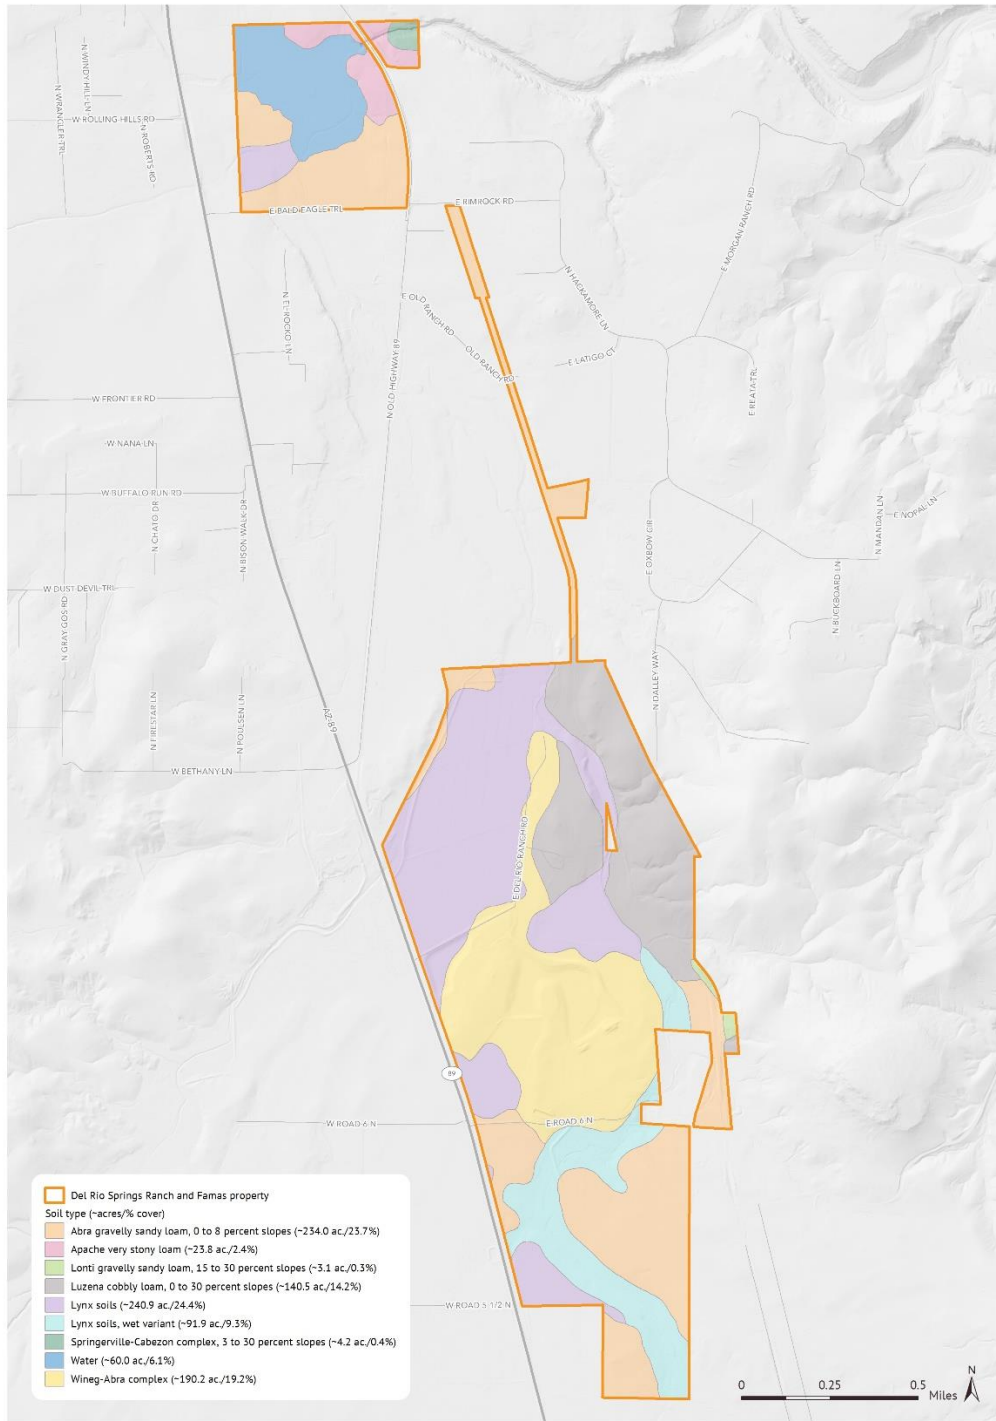 N WINDY HILL LN
N WRANGLER TRL
W ROLLING HILLS RD
N ROBERTS RD
E BALD EAGLE TRL
E RIMROCK RD
E MORGAN RANCH RD
N HACKAMORE LN
N EL ROCKO LN
E OLD RANCH RD
OLD RANCH RD
E LATIGO CT
N OLD HIGHWAY 89
E REATA TRL
W FRONTIER RD
W NANA LN
W BUFFALO RUN RD
N CHATO DR
N BISON WALK DR
E NOPAL LN
N MANDAN LN
E OXBOW CIR
W DUST DEVIL TRL
N BUCKBOARD LN
N GRAY GOS RD
N DALLEY WAY
N FIRESTAR LN
N POULSEN LN
AZ-89
W BETHANY LN
E DEL RIO RANCH RD
89
W ROAD 6 N
E ROAD 6 N
W ROAD 5 1/2 N
Del Rio Springs Ranch and Famas property
Soil type (~acres/% cover)
Abra gravelly sandy loam, 0 to 8 percent slopes (~234.0 ac./23.7%)
Apache very stony loam (~23.8 ac./2.4%)
Lonti gravelly sandy loam, 15 to 30 percent slopes (~3.1 ac./0.3%)
Luzena cobbly loam, 0 to 30 percent slopes (~140.5 ac./14.2%)
Lynx soils (~240.9 ac./24.4%)
Lynx soils, wet variant (~91.9 ac./9.3%)
Springerville-Cabezon complex, 3 to 30 percent slopes (~4.2 ac./0.4%)
Water (~60.0 ac./6.1%)
Wineg-Abra complex (~190.2 ac./19.2%)
0 0.25 0.5
Miles
N